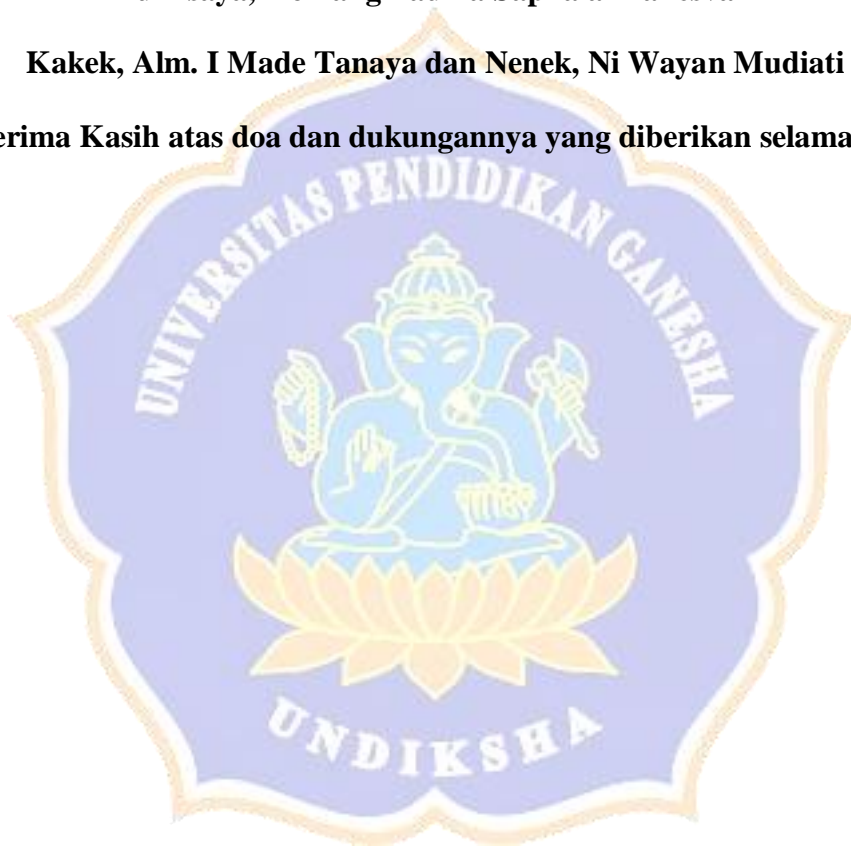 Kakek, Alm. I Made Tanaya dan Nenek, Ni Wayan Mudiati
erima Kasih atas doa dan dukungannya yang diberikan selama
UNIVERSITAS PENDIDIKAN GANESHA
UNDIKSHA